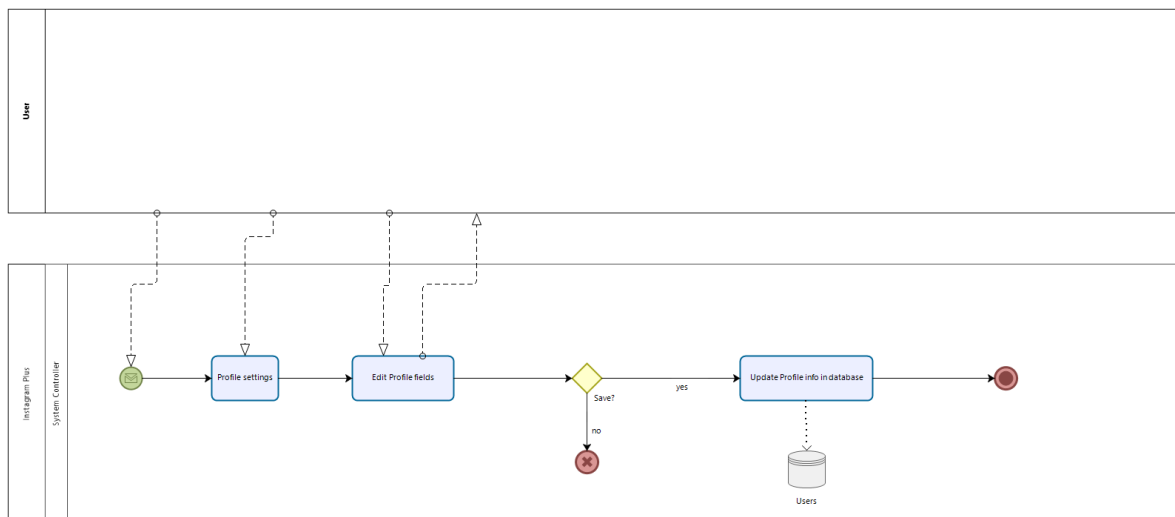 User
Instagram Plus
System Controller
Profile settings
Edit Profile fields
Save?
yes
no
Update Profile info in database
Users